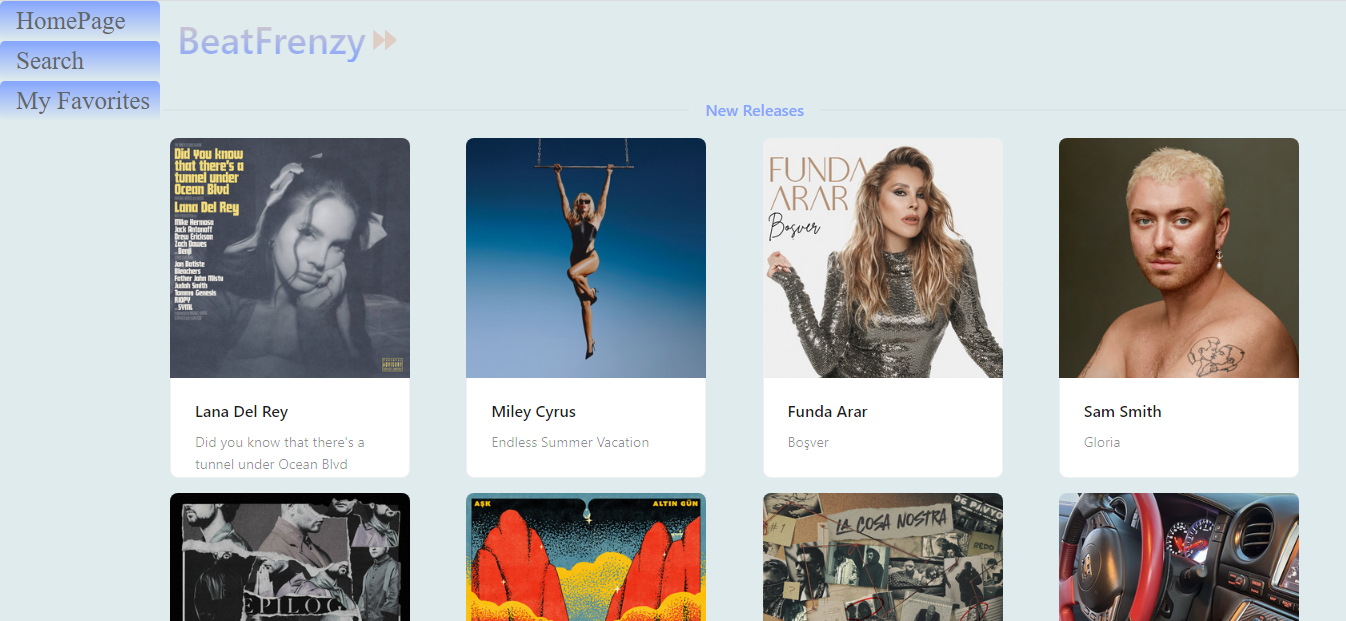 HomePage
Search
My Favorites
BeatFrenzy
New Releases
Did you know
that there's a
tunnel under
Ocean Blvd
Lana Del Rey
Mike Hermosa
Jack Antonoff
Drew Erickson
Zach Dawes
Benji
Jon Batiste
Bleachers
Father John Misty
Judah Smith
Tommy Genesis
RIOPY
SYML
FUNDA
ARAR
Boşver
Lana Del Rey
Did you know that there's a
tunnel under Ocean Blvd
Miley Cyrus
Endless Summer Vacation
Funda Arar
Boşver
Sam Smith
Gloria
EPILOG
AŞK
ALTIN GÜN
#1
LA COSA NOSTRA